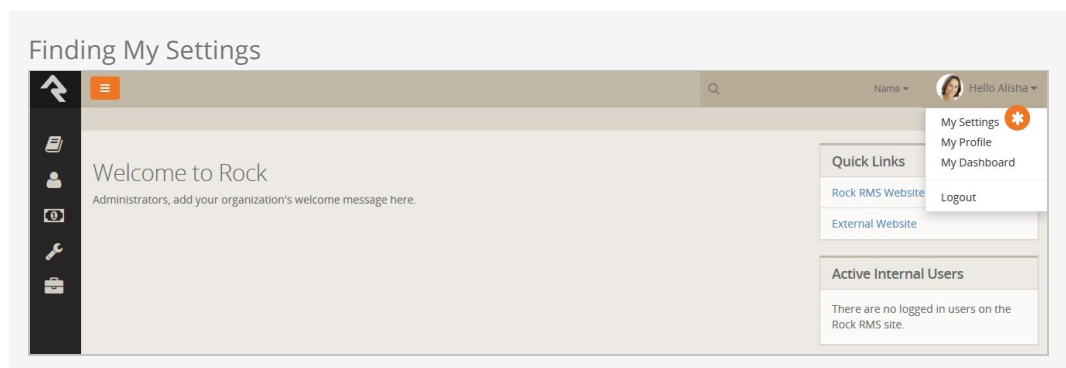 Finding My Settings
Name
Hello Alisha
My Settings
My Profile
My Dashboard
Logout
Welcome to Rock
Administrators, add your organization's welcome message here.
Quick Links
Rock RMS Website
External Website
Active Internal Users
There are no logged in users on the
Rock RMS site.